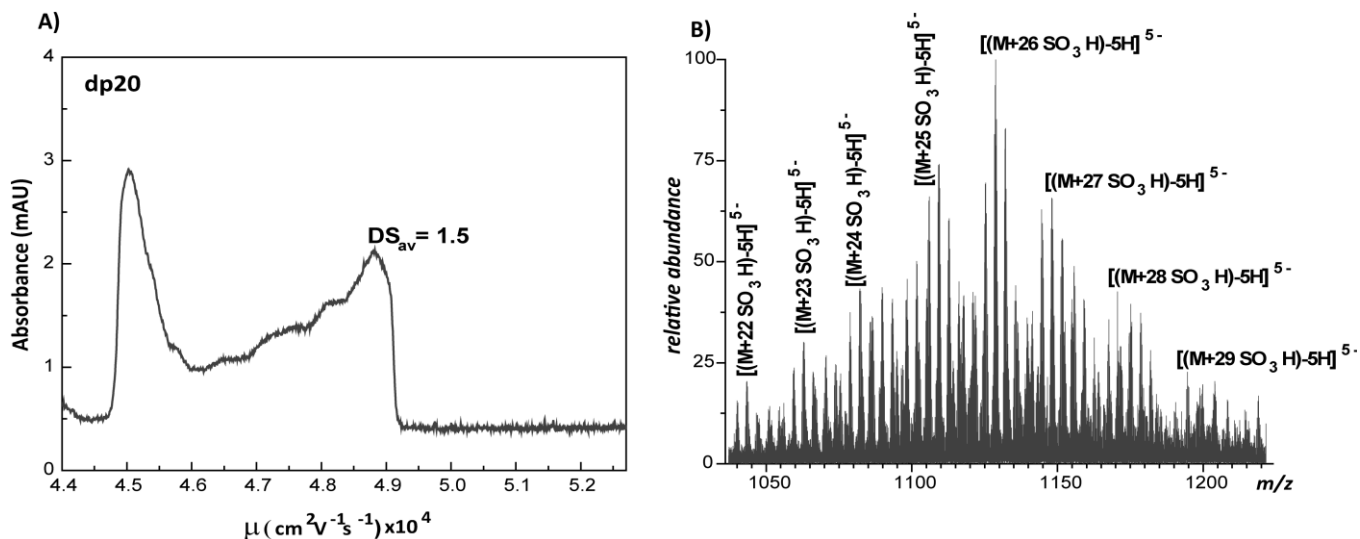 A)
dp20
DSav= 1.5
4
3
2
1
0
Absorbance (mAU)
4.4 4.5 4.6 4.7 4.8 4.9 5.0 5.1 5.2
μ ( cm²V⁻¹s⁻¹) x10⁴
B)
[(M+22 SO₃ H)-5H]⁵⁻
[(M+23 SO₃ H)-5H]⁵⁻
[(M+24 SO₃ H)-5H]⁵⁻
[(M+25 SO₃ H)-5H]⁵⁻
[(M+26 SO₃ H)-5H]⁵⁻
[(M+27 SO₃ H)-5H]⁵⁻
[(M+28 SO₃ H)-5H]⁵⁻
[(M+29 SO₃ H)-5H]⁵⁻
100
75
50
25
0
relative abundance
1050 1100 1150 1200 m/z